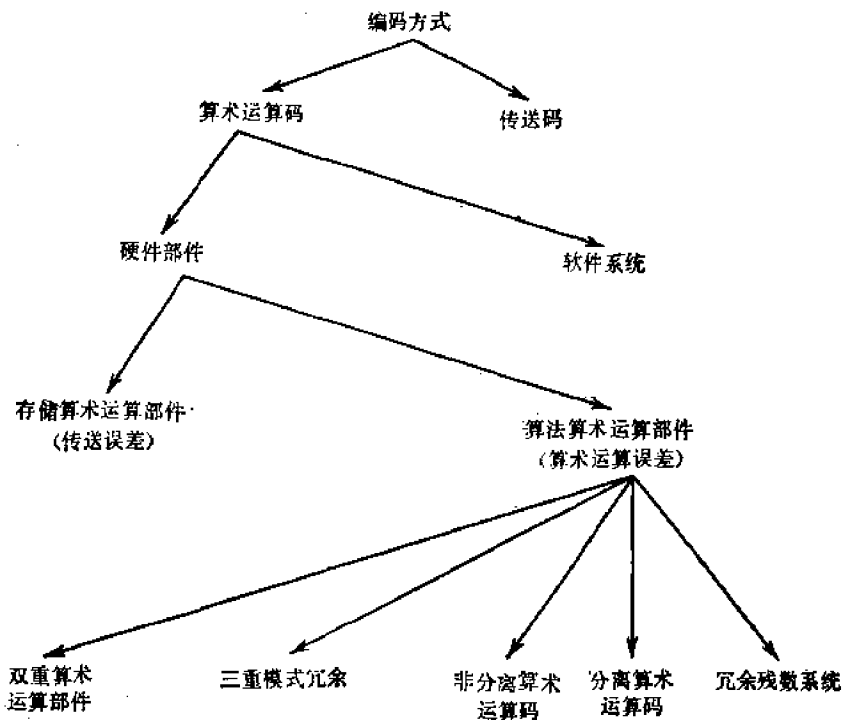 编码方式
算术运算码
传送码
硬件部件
软件系统
存储算术运算部件
(传送误差)
算法算术运算部件
(算术运算误差)
双重算术
运算部件
三重模式冗余
非分离算术
运算码
分离算术
运算码
冗余残数系统